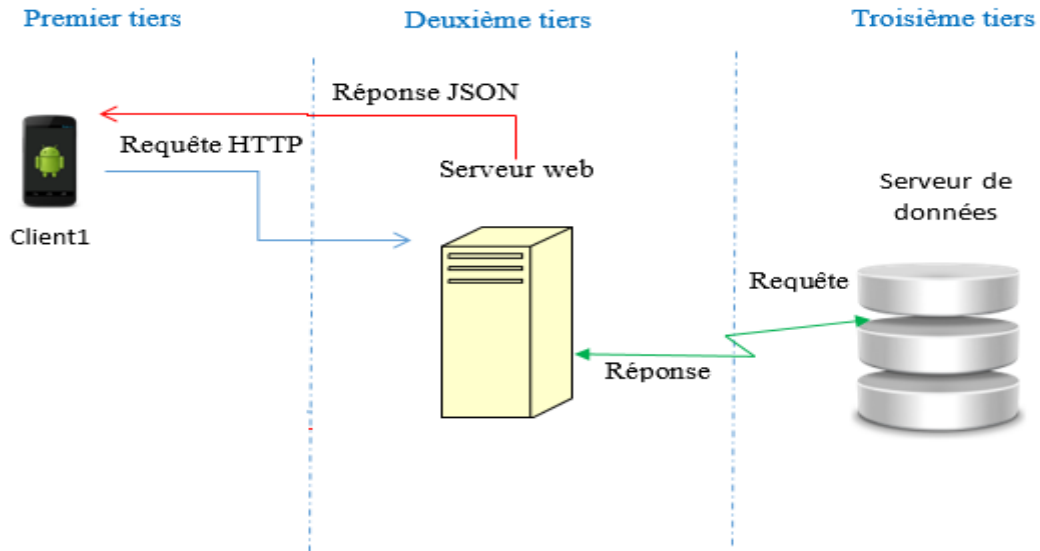 Premier tiers
Deuxième tiers
Troisième tiers
Réponse JSON
Requête HTTP
Serveur web
Serveur de
données
Client1
Requête
Réponse